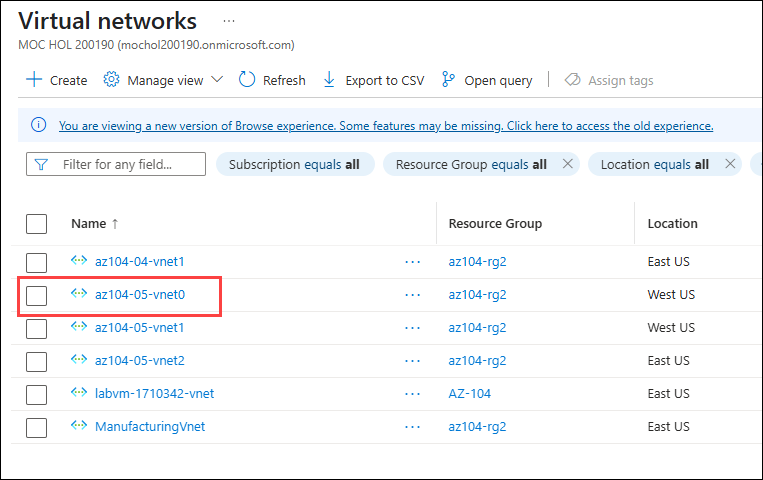 Virtual networks ...
MOC HOL 200190 (mochol200190.onmicrosoft.com)
Create Manage view Refresh Export to CSV Open query Assign tags
You are viewing a new version of Browse experience. Some features may be missing. Click here to access the old experience.
Filter for any field... Subscription equals all Resource Group equals all Location equals all
Name ↑ Resource Group Location
az104-04-vnet1 ... az104-rg2 East US
az104-05-vnet0 ... az104-rg2 West US
az104-05-vnet1 ... az104-rg2 West US
az104-05-vnet2 ... az104-rg2 East US
labvm-1710342-vnet ... AZ-104 East US
ManufacturingVnet ... az104-rg2 East US